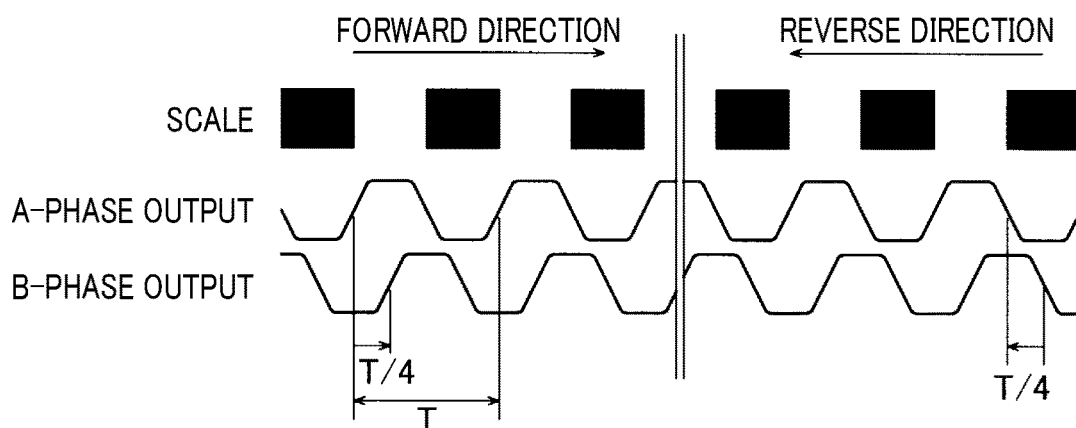 FORWARD DIRECTION
REVERSE DIRECTION
SCALE
A-PHASE OUTPUT
B-PHASE OUTPUT
T/4
T/4
T